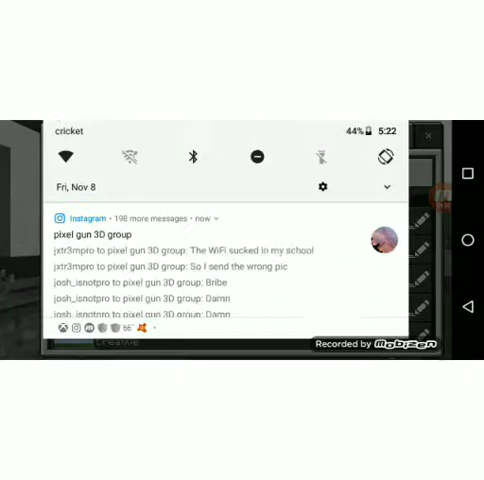 cricket
44% 5:22
Fri, Nov 8
Instagram • 198 more messages • now
pixel gun 3D group
jxtr3mpro to pixel gun 3D group: The WiFi sucked in my school
jxtr3mpro to pixel gun 3D group: So I send the wrong pic
josh_isnotpro to pixel gun 3D group: Bribe
josh_isnotpro to pixel gun 3D group: Damn
josh_isnotpro to pixel gun 3D group: Damn
66°
Creative
Recorded by Mobizen